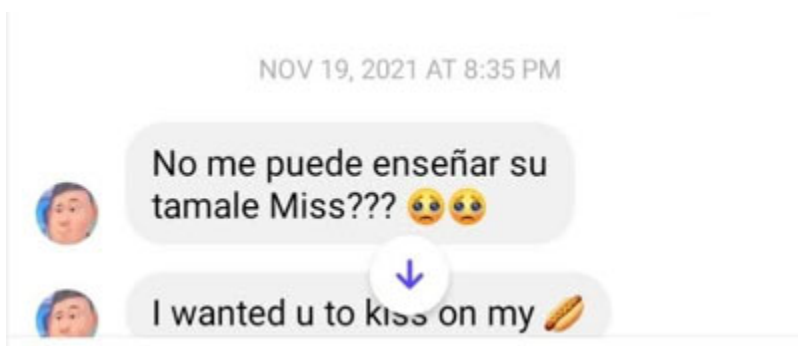 NOV 19, 2021 AT 8:35 PM
No me puede enseñar su
tamale Miss??? 🥺🥺
I wanted u to kiss on my 🌭